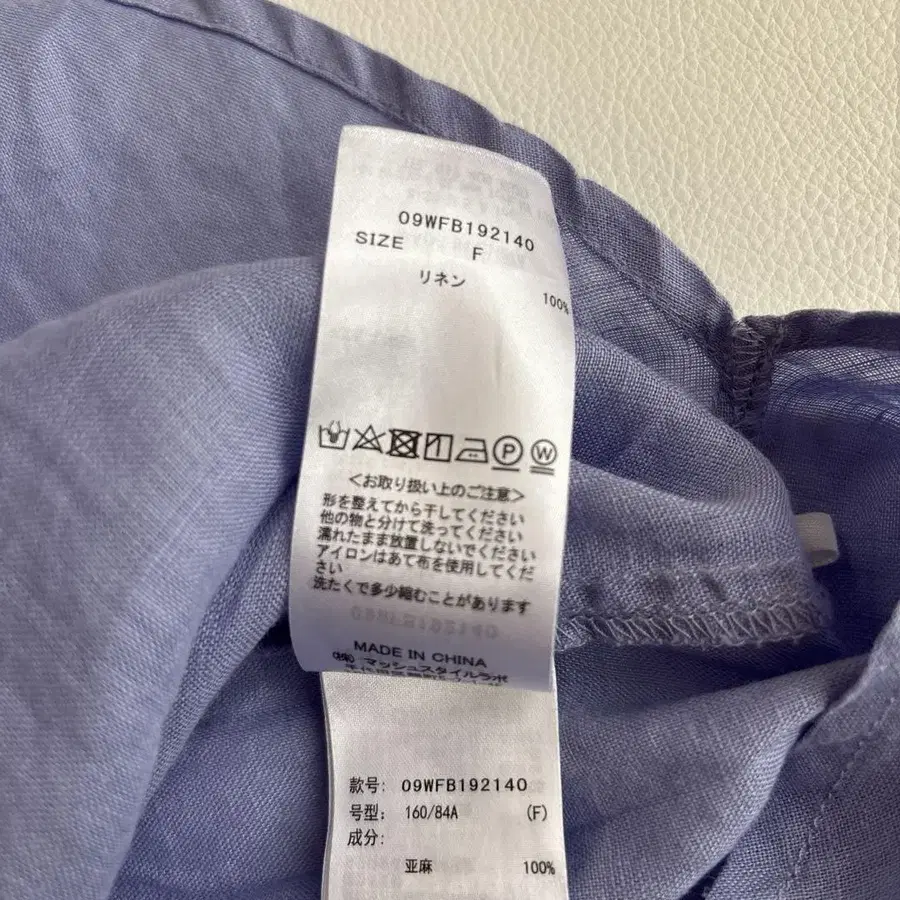 09WFB192140
SIZE F
リネン
100%
P W
<お取り扱い上のご注意>
形を整えてから干してください
他の物と分けて洗ってください
濡れたまま放置しないでください
アイロンはあて布を使用してくだ
さい
洗たくで多少縮むことがあります
MADE IN CHINA
(株) マッシュスタイルラボ
款号: 09WFB192140
号型: 160/84A (F)
成分:
亚麻 100%